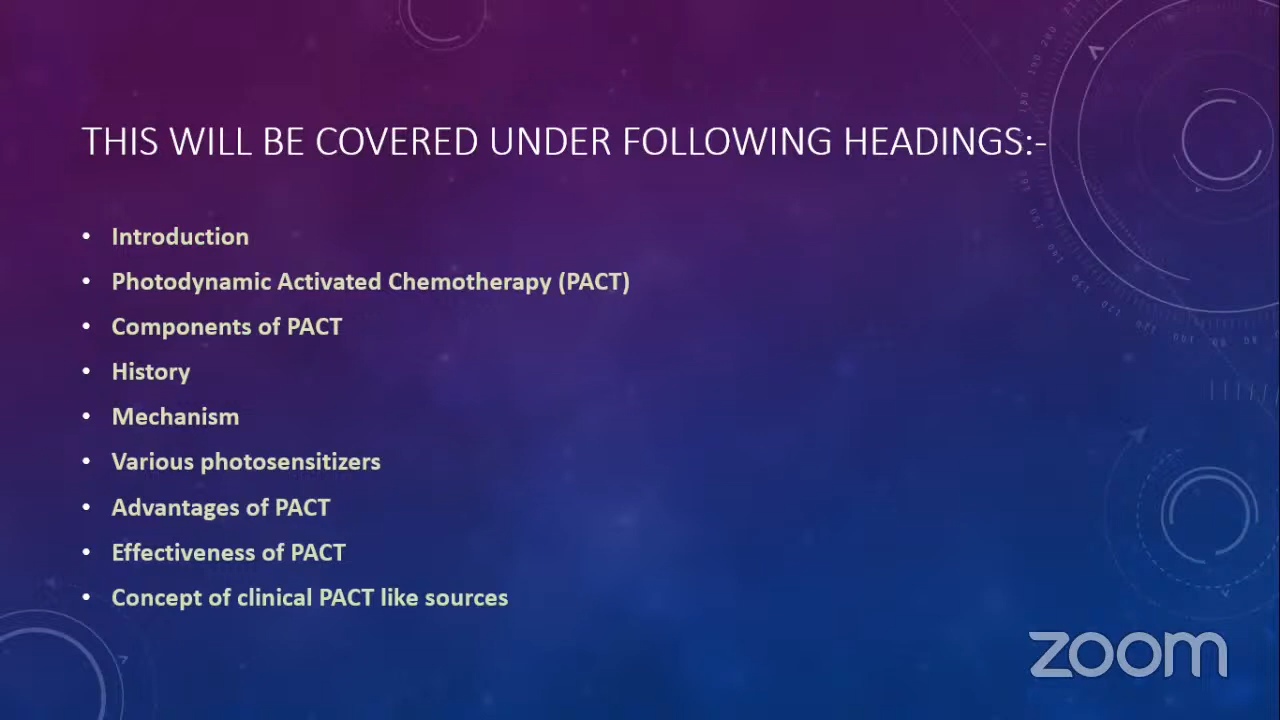 THIS WILL BE COVERED UNDER FOLLOWING HEADINGS:-
• Introduction
• Photodynamic Activated Chemotherapy (PACT)
• Components of PACT
• History
• Mechanism
• Various photosensitizers
• Advantages of PACT
• Effectiveness of PACT
• Concept of clinical PACT like sources
zoom